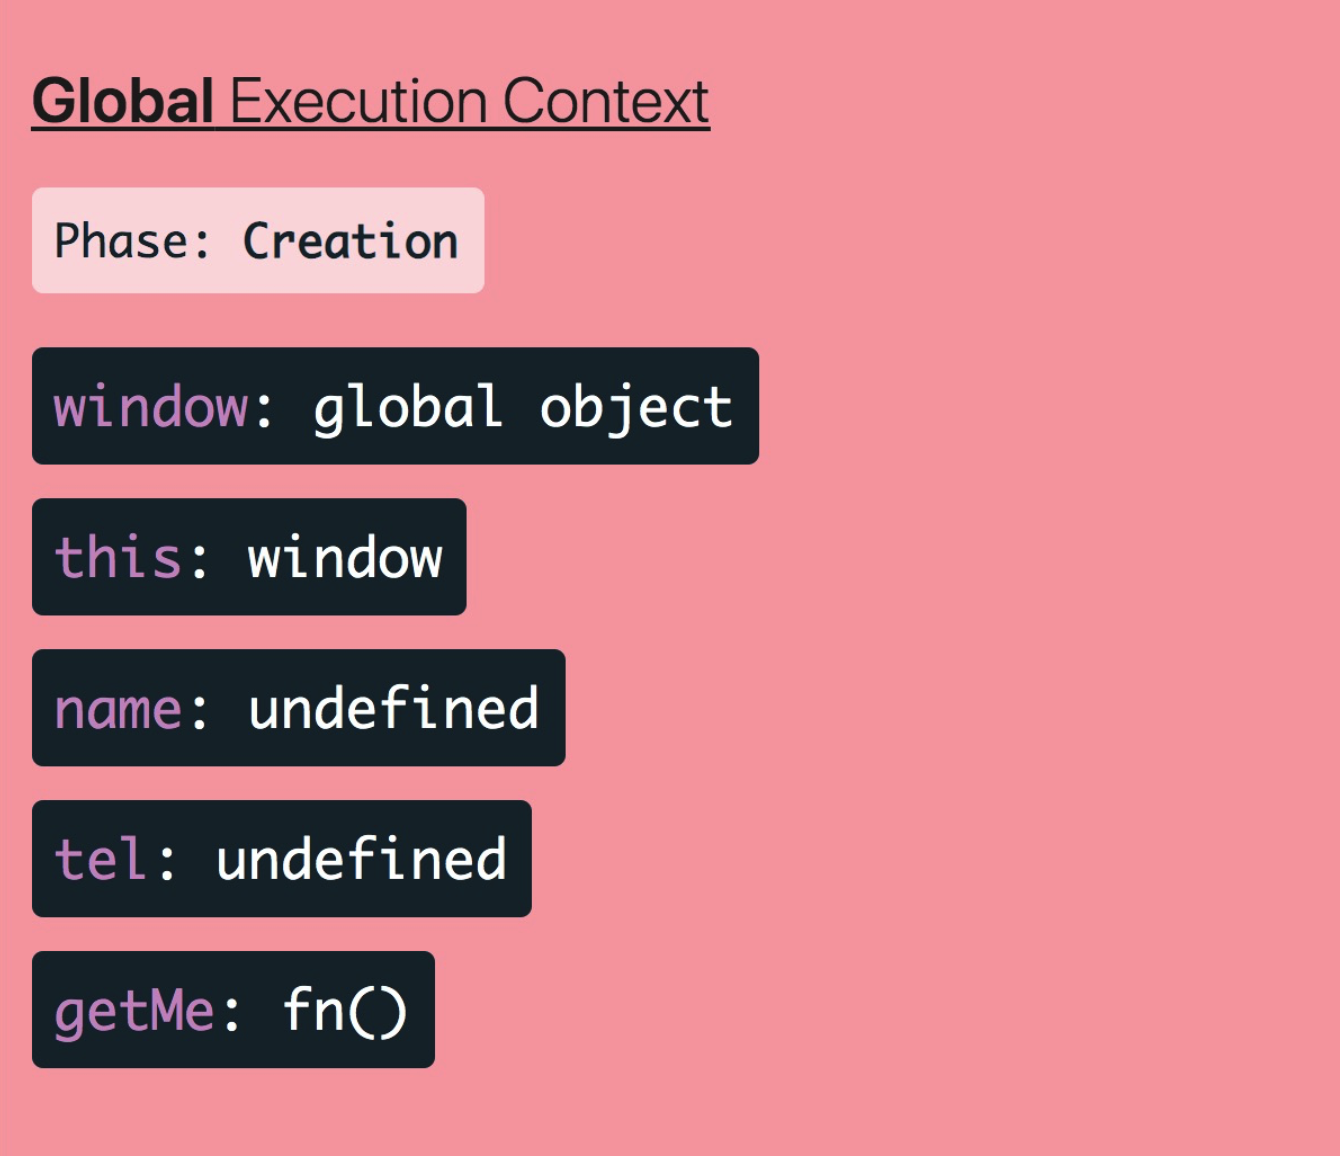 Global Execution Context
Phase: Creation
window: global object
this: window
name: undefined
tel: undefined
getMe: fn()